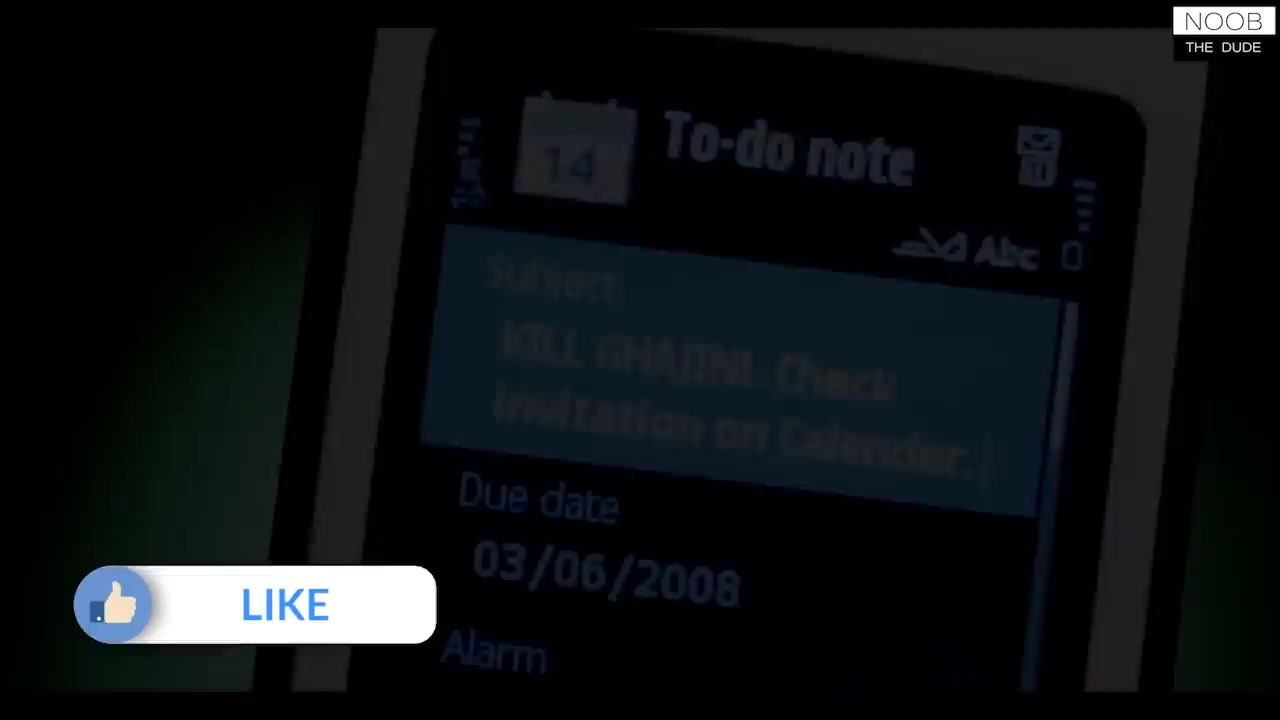 NOOB
THE DUDE
14
To-do note
Abc
Subject:
KILL GHAJINI. Check
invitation on Calender.
Due date
03/06/2008
LIKE
Alarm